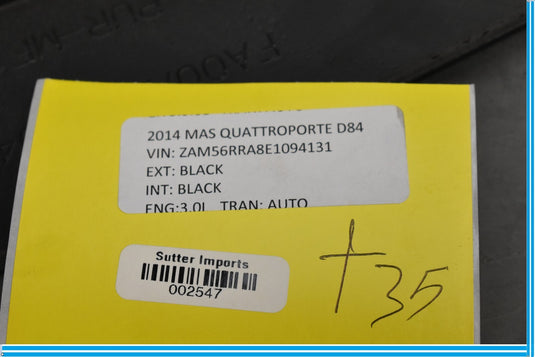 2014 MAS QUATTROPORTE D84
VIN: ZAM56RRA8E1094131
EXT: BLACK
INT: BLACK
ENG:3.0L TRAN: AUTO
Sutter Imports
002547
+35